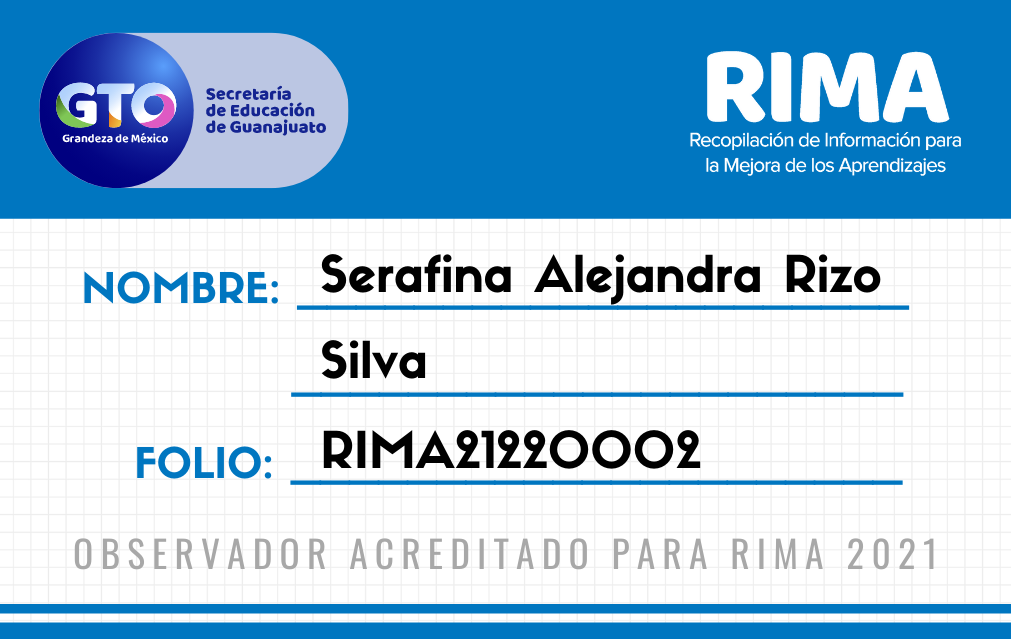 GTO
Grandeza de México
Secretaría
de Educación
de Guanajuato
RIMA
Recopilación de Información para
la Mejora de los Aprendizajes
NOMBRE: Serafina Alejandra Rizo
Silva
FOLIO: RIMA21220002
OBSERVADOR ACREDITADO PARA RIMA 2021